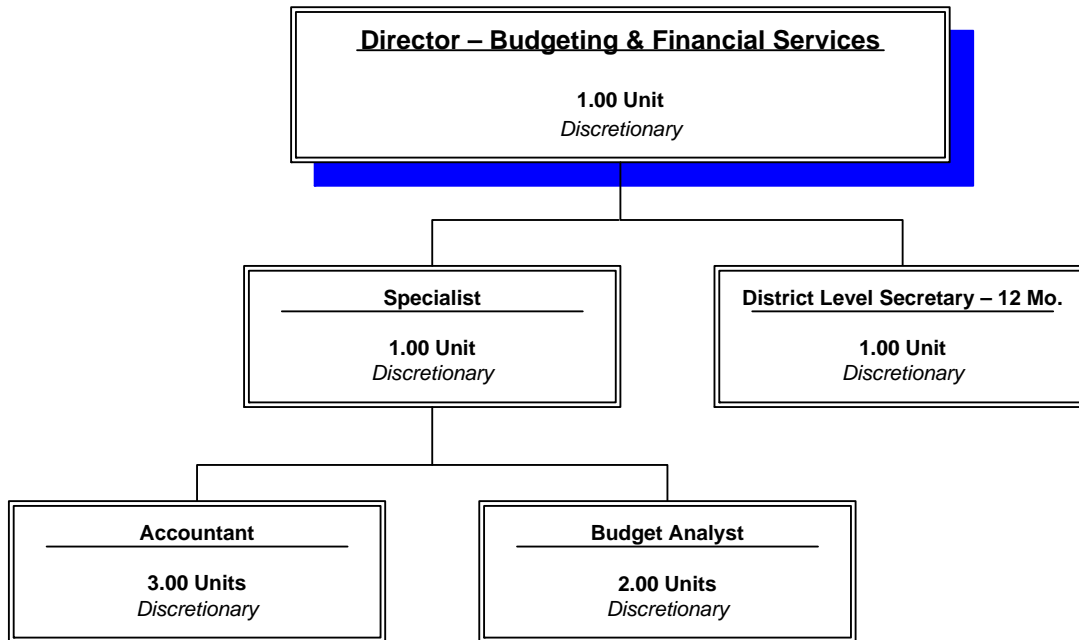 Director – Budgeting & Financial Services
1.00 Unit
Discretionary
Specialist
1.00 Unit
Discretionary
District Level Secretary – 12 Mo.
1.00 Unit
Discretionary
Accountant
3.00 Units
Discretionary
Budget Analyst
2.00 Units
Discretionary